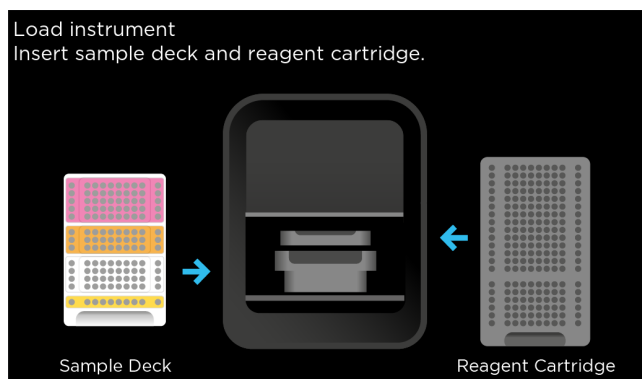 Load instrument
Insert sample deck and reagent cartridge.
Sample Deck
Reagent Cartridge